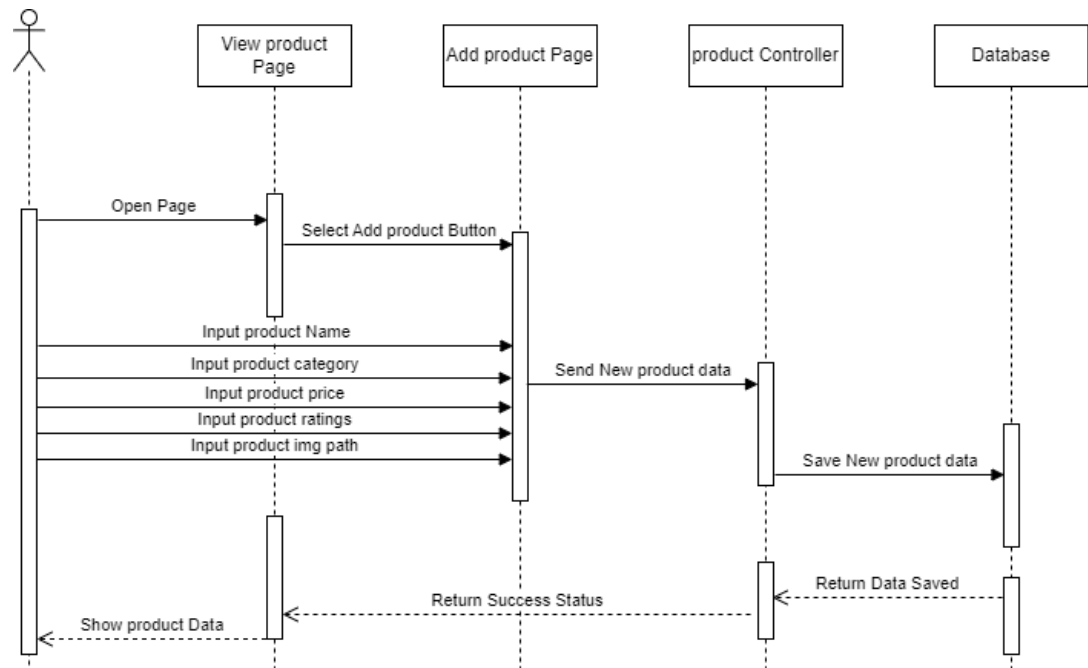 View product
Page
Add product Page
product Controller
Database
Open Page
Select Add product Button
Input product Name
Input product category
Send New product data
Input product price
Input product ratings
Input product img path
Save New product data
Return Data Saved
Return Success Status
Show product Data